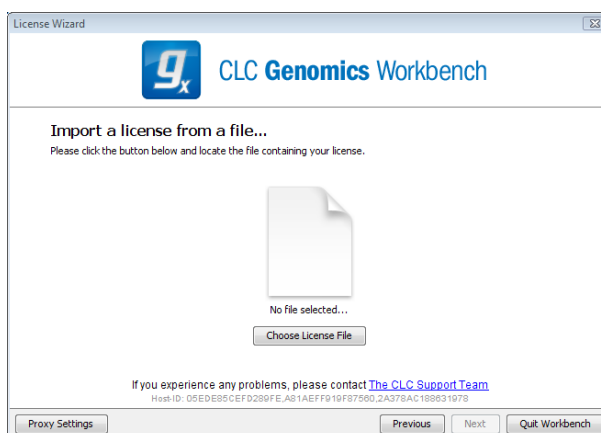 License Wizard
gx
CLC Genomics Workbench
Import a license from a file...
Please click the button below and locate the file containing your license.
No file selected...
Choose License File
If you experience any problems, please contact The CLC Support Team
Host-ID: 05EDE85CEFD289FE,A81AEFF919F87560,2A378AC188631978
Proxy Settings
Previous
Next
Quit Workbench